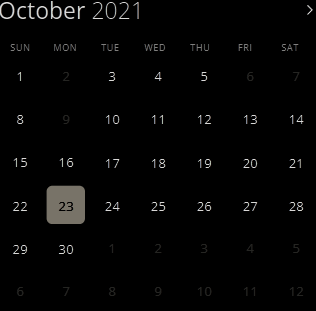 October 2021
SUN MON TUE WED THU FRI SAT
1 2 3 4 5 6 7
8 9 10 11 12 13 14
15 16 17 18 19 20 21
22 23 24 25 26 27 28
29 30 1 2 3 4 5
6 7 8 9 10 11 12